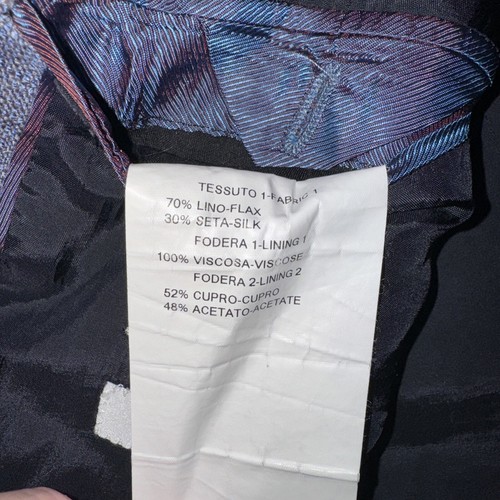 TESSUTO 1-FABRIC 1
70% LINO-FLAX
30% SETA-SILK
FODERA 1-LINING 1
100% VISCOSA-VISCOSE
FODERA 2-LINING 2
52% CUPRO-CUPRO
48% ACETATO-ACETATE